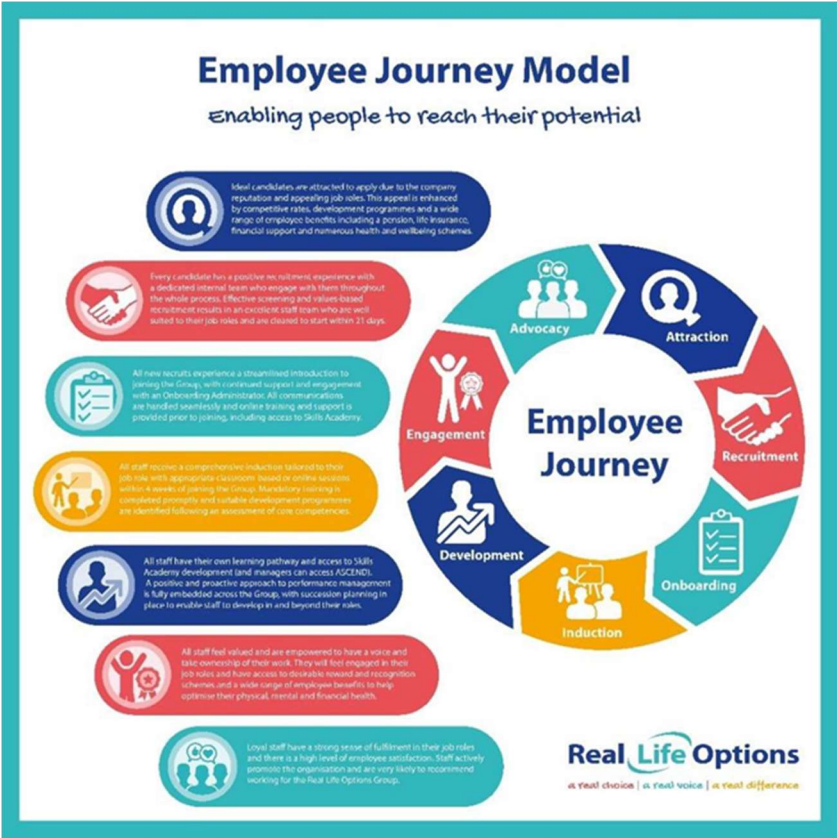 Employee Journey Model
Enabling people to reach their potential
Ideal candidates are attracted to apply due to the company
reputation and appealing job roles. This appeal is enhanced
by competitive rates, development programmes and a wide
range of employee benefits including a pension, life insurance,
financial support and numerous health and wellbeing schemes.
Every candidate has a positive recruitment experience with
a dedicated internal team who engage with them throughout
the whole process. Effective screening and values-based
recruitment results in an excellent staff team who are well
suited to their job roles and are cleared to start within 21 days.
All new recruits experience a streamlined introduction to
joining the Group, with continued support and engagement
with an Onboarding Administrator. All communications
are handled seamlessly and online training and support is
provided prior to joining, including access to Skills Academy.
All staff receive a comprehensive induction tailored to their
job role with appropriate classroom based or online sessions
within 4 weeks of joining the Group. Mandatory training is
completed promptly and suitable development programmes
are identified following an assessment of core competencies.
All staff have their own learning pathway and access to Skills
Academy development (and managers can access ASCEND).
A positive and proactive approach to performance management
is fully embedded across the Group, with succession planning in
place to enable staff to develop in and beyond their roles.
All staff feel valued and are empowered to have a voice and
take ownership of their work. They will feel engaged in their
job roles and have access to desirable reward and recognition
schemes and a wide range of employee benefits to help
optimise their physical, mental and financial health.
Loyal staff have a strong sense of fulfilment in their job roles
and there is a high level of employee satisfaction. Staff actively
promote the organisation and are very likely to recommend
working for the Real Life Options Group.
Advocacy
Attraction
Recruitment
Onboarding
Induction
Development
Engagement
Employee
Journey
Real Life Options
a real choice | a real voice | a real difference